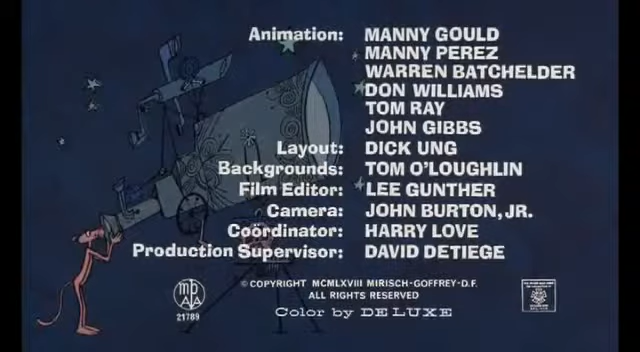 Animation: MANNY GOULD
MANNY PEREZ
WARREN BATCHELDER
DON WILLIAMS
TOM RAY
JOHN GIBBS
Layout: DICK UNG
Backgrounds: TOM O'LOUGHLIN
Film Editor: LEE GUNTHER
Camera: JOHN BURTON, JR.
Coordinator: HARRY LOVE
Production Supervisor: DAVID DETIEGE
© COPYRIGHT MCMLXVIII MIRISCH-GOFFREY-D.F.
ALL RIGHTS RESERVED
Color by DE LUXE
MPAA
21789